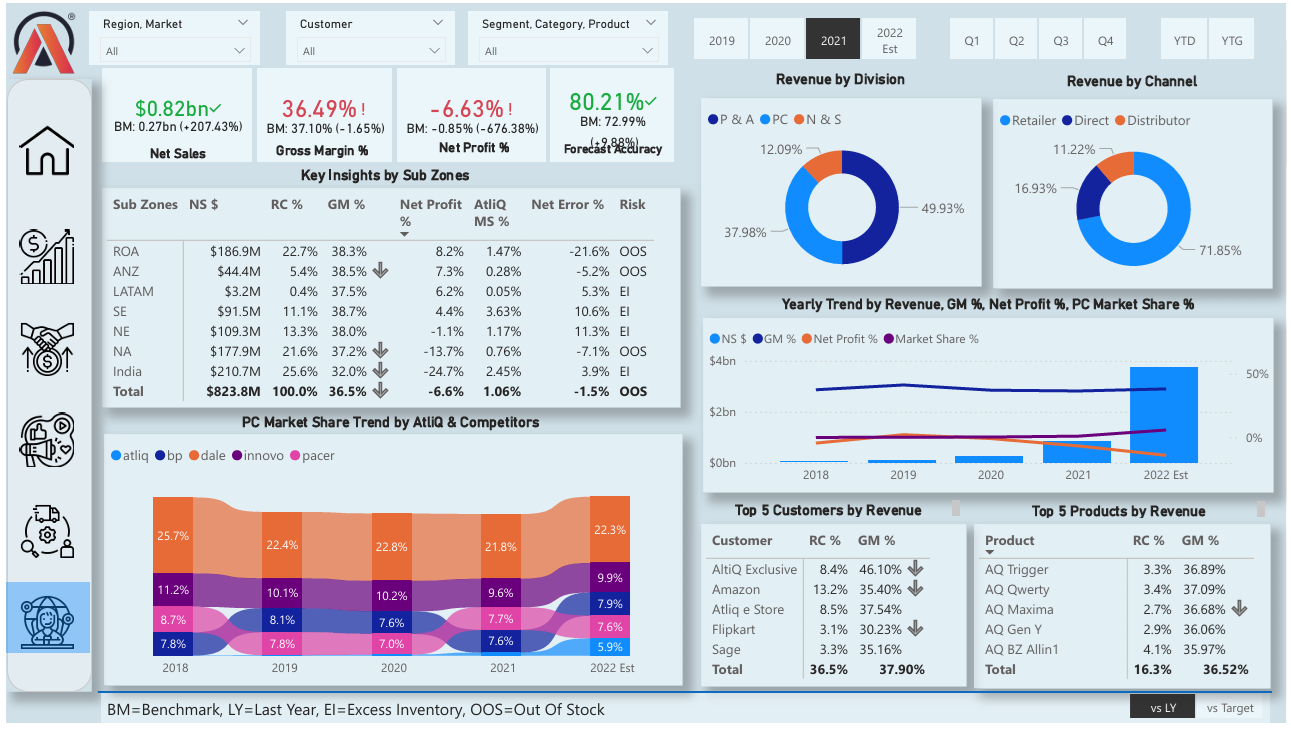 ®
Region, Market
All
Customer
All
Segment, Category, Product
All
2019 2020 2021 2022 Est
Q1 Q2 Q3 Q4
YTD YTG
$0.82bn
BM: 0.27bn (+207.43%)
Net Sales
36.49% !
BM: 37.10% (-1.65%)
Gross Margin %
-6.63% !
BM: -0.85% (-676.38%)
Net Profit %
80.21%
BM: 72.99%
(+9.88%)
Forecast Accuracy
Revenue by Division
P & A PC N & S
12.09%
49.93%
37.98%
Revenue by Channel
Retailer Direct Distributor
11.22%
16.93%
71.85%
Key Insights by Sub Zones
Sub Zones NS $ RC % GM % Net Profit % AtliQ MS % Net Error % Risk
ROA $186.9M 22.7% 38.3% 8.2% 1.47% -21.6% OOS
ANZ $44.4M 5.4% 38.5% 7.3% 0.28% -5.2% OOS
LATAM $3.2M 0.4% 37.5% 6.2% 0.05% 5.3% EI
SE $91.5M 11.1% 38.7% 4.4% 3.63% 10.6% EI
NE $109.3M 13.3% 38.0% -1.1% 1.17% 11.3% EI
NA $177.9M 21.6% 37.2% -13.7% 0.76% -7.1% OOS
India $210.7M 25.6% 32.0% -24.7% 2.45% 3.9% EI
Total $823.8M 100.0% 36.5% -6.6% 1.06% -1.5% OOS
Yearly Trend by Revenue, GM %, Net Profit %, PC Market Share %
NS $ GM % Net Profit % Market Share %
$4bn
50%
$2bn
0%
$0bn
2018 2019 2020 2021 2022 Est
PC Market Share Trend by AtliQ & Competitors
atliq bp dale innovo pacer
25.7% 22.4% 22.8% 21.8% 22.3%
11.2% 10.1% 10.2% 9.6% 9.9%
8.7% 8.1% 7.6% 7.7% 7.9%
7.8% 7.8% 7.0% 7.6% 7.6%
5.9%
2018 2019 2020 2021 2022 Est
Top 5 Customers by Revenue
Customer RC % GM %
AltiQ Exclusive 8.4% 46.10%
Amazon 13.2% 35.40%
Atliq e Store 8.5% 37.54%
Flipkart 3.1% 30.23%
Sage 3.3% 35.16%
Total 36.5% 37.90%
Top 5 Products by Revenue
Product RC % GM %
AQ Trigger 3.3% 36.89%
AQ Qwerty 3.4% 37.09%
AQ Maxima 2.7% 36.68%
AQ Gen Y 2.9% 36.06%
AQ BZ Allin1 4.1% 35.97%
Total 16.3% 36.52%
BM=Benchmark, LY=Last Year, EI=Excess Inventory, OOS=Out Of Stock
vs LY vs Target